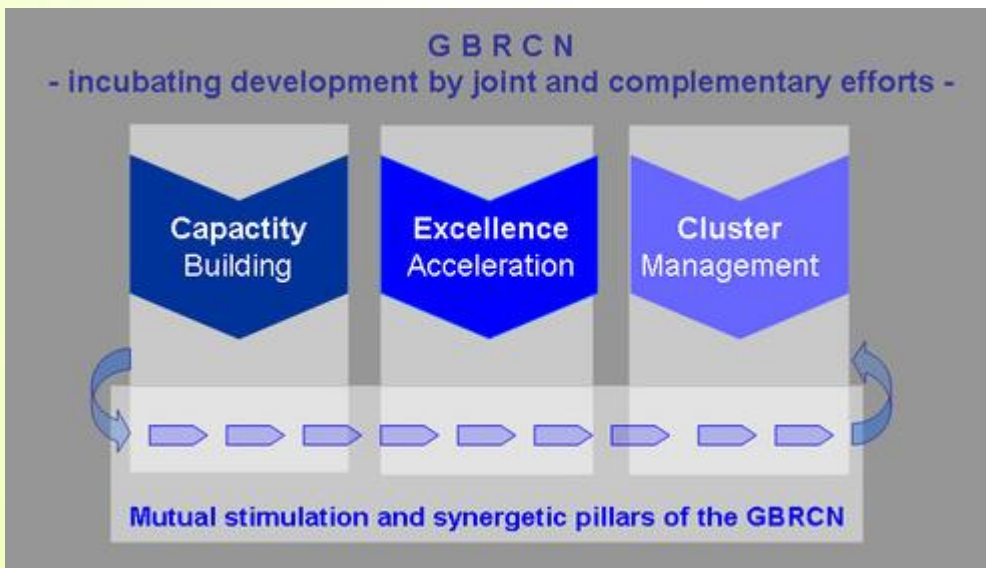 G B R C N
- incubating development by joint and complementary efforts -
Capactity
Building
Excellence
Acceleration
Cluster
Management
Mutual stimulation and synergetic pillars of the GBRCN